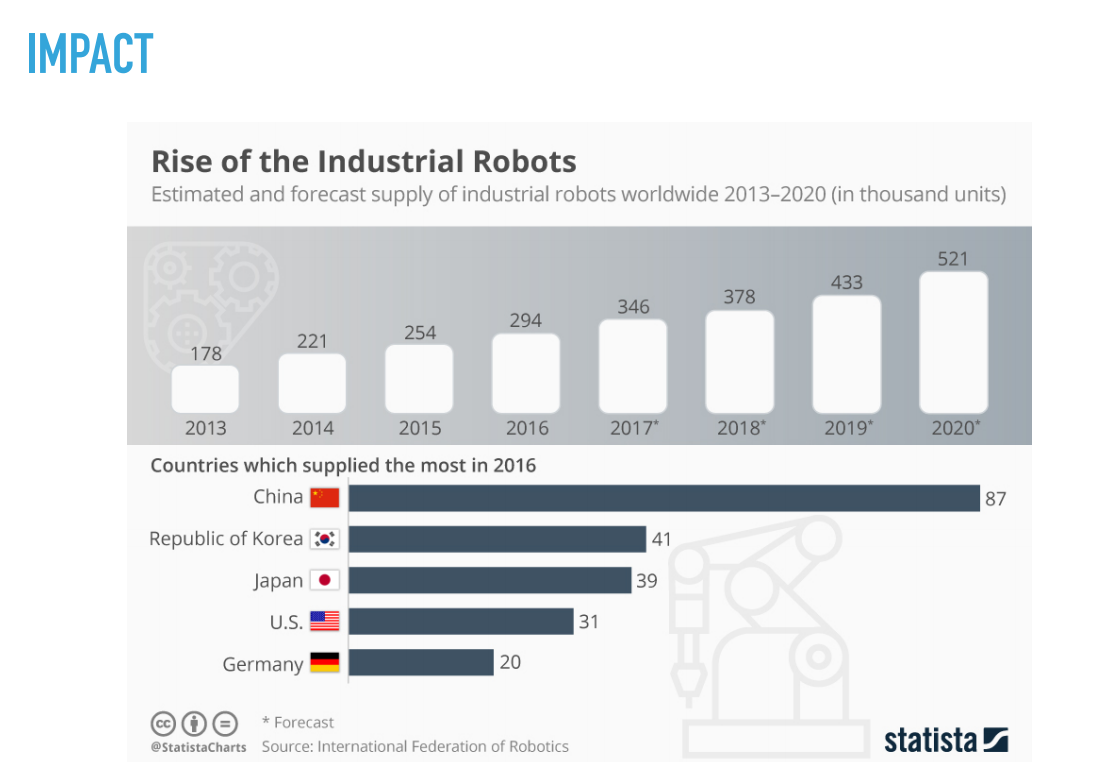 IMPACT
Rise of the Industrial Robots
Estimated and forecast supply of industrial robots worldwide 2013–2020 (in thousand units)
178 221 254 294 346 378 433 521
2013 2014 2015 2016 2017* 2018* 2019* 2020*
Countries which supplied the most in 2016
China 87
Republic of Korea 41
Japan 39
U.S. 31
Germany 20
cc
* Forecast
@StatistaCharts Source: International Federation of Robotics
statista